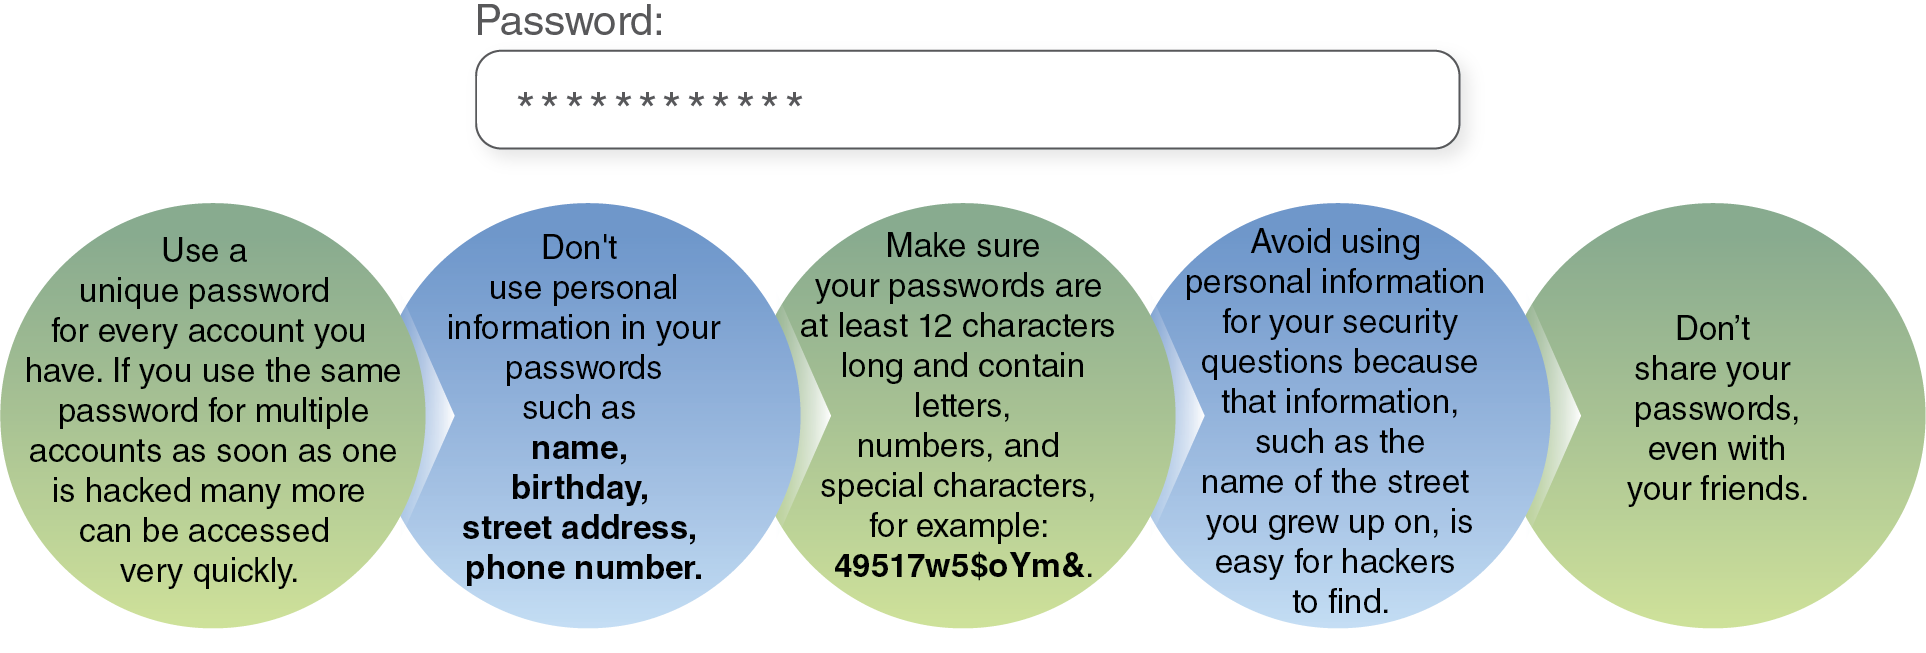 Password:
************
Use a
unique password
for every account you
have. If you use the same
password for multiple
accounts as soon as one
is hacked many more
can be accessed
very quickly.
Don't
use personal
information in your
passwords
such as
name,
birthday,
street address,
phone number.
Make sure
your passwords are
at least 12 characters
long and contain
letters,
numbers, and
special characters,
for example:
49517w5$oYm&.
Avoid using
personal information
for your security
questions because
that information,
such as the
name of the street
you grew up on, is
easy for hackers
to find.
Don’t
share your
passwords,
even with
your friends.